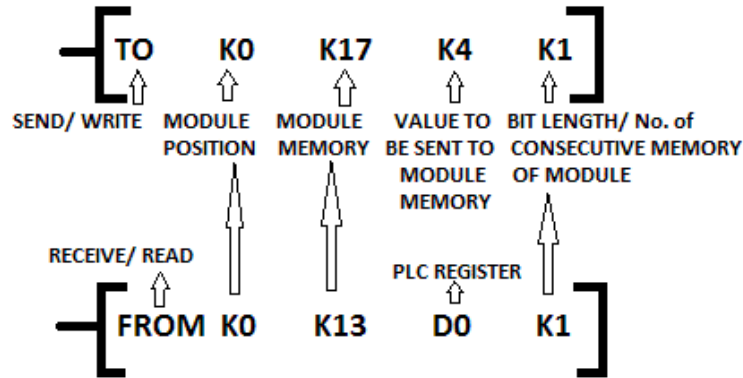 TO K0 K17 K4 K1
SEND/ WRITE MODULE MODULE VALUE TO BIT LENGTH/ No. of
POSITION MEMORY BE SENT TO CONSECUTIVE MEMORY
MODULE OF MODULE
MEMORY
RECEIVE/ READ
PLC REGISTER
FROM K0 K13 D0 K1